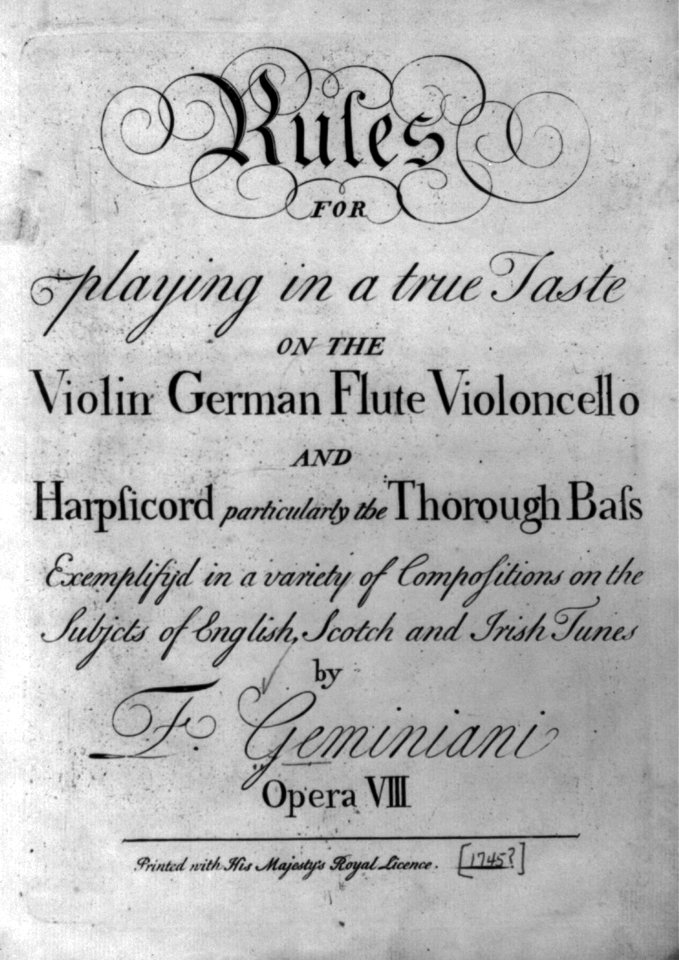 Rules
FOR
playing in a true Taste
ON THE
Violin German Flute Violoncello
AND
Harpſicord particularly the Thorough Baſs
Exemplify'd in a variety of Compoſitions on the
Subjcts of English, Scotch and Irish Tunes
by
F. Geminiani
Opera VIII
Printed with His Majesty's Royal Licence. [1745?]